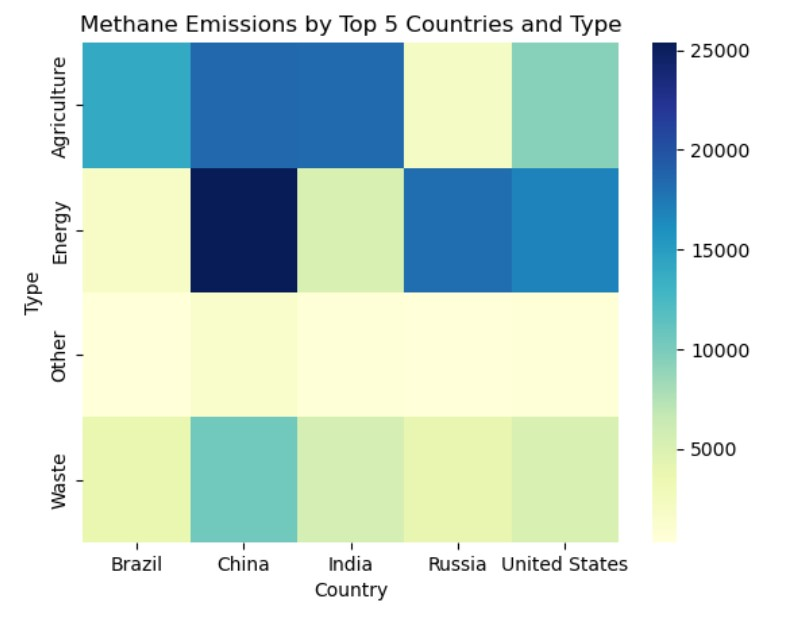 Methane Emissions by Top 5 Countries and Type
Type
Agriculture
Energy
Other
Waste
Brazil
China
India
Russia
United States
Country
25000
20000
15000
10000
5000